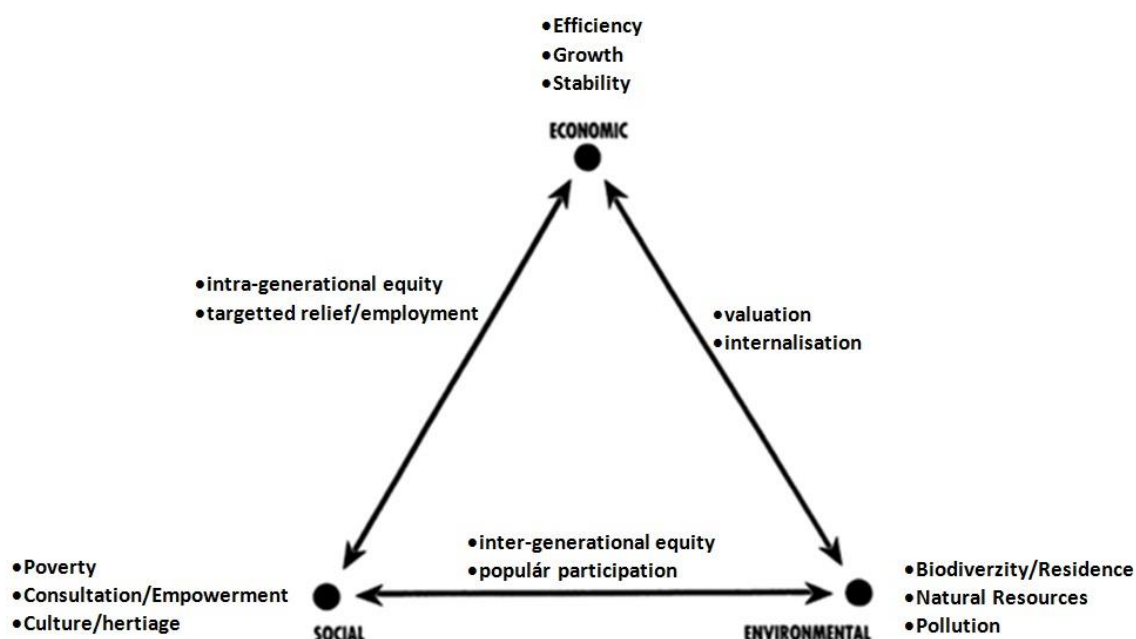 •Efficiency
•Growth
•Stability
ECONOMIC
•intra-generational equity
•targetted relief/employment
•valuation
•internalisation
•inter-generational equity
•populár participation
•Poverty
•Consultation/Empowerment
•Culture/hertiage
SOCIAL
•Biodiverzity/Residence
•Natural Resources
•Pollution
ENVIRONMENTAL